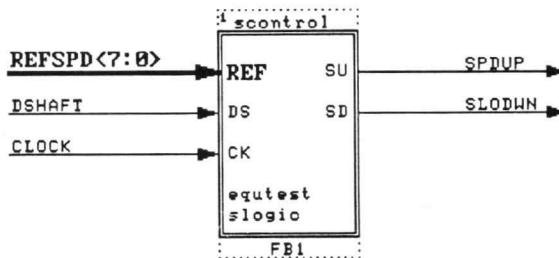 1 scontrol
REFSPD<7:0> REF SU SPDUP
DSHAFT DS SD SLODWN
CLOCK CK
equtest
slogic
FB1